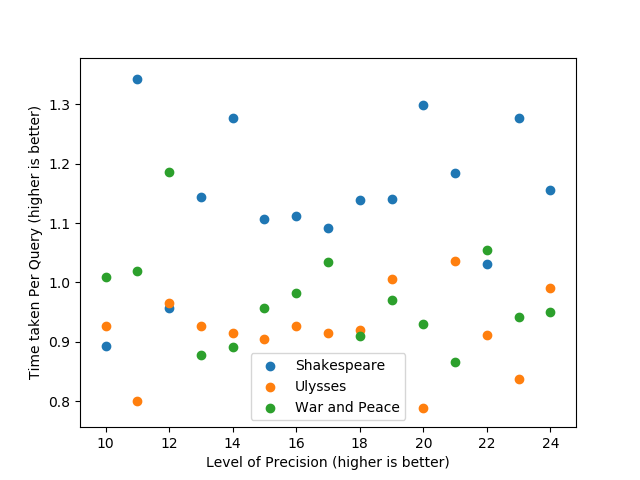 Time taken Per Query (higher is better)
1.3
1.2
1.1
1.0
0.9
0.8
Shakespeare
Ulysses
War and Peace
10 12 14 16 18 20 22 24
Level of Precision (higher is better)